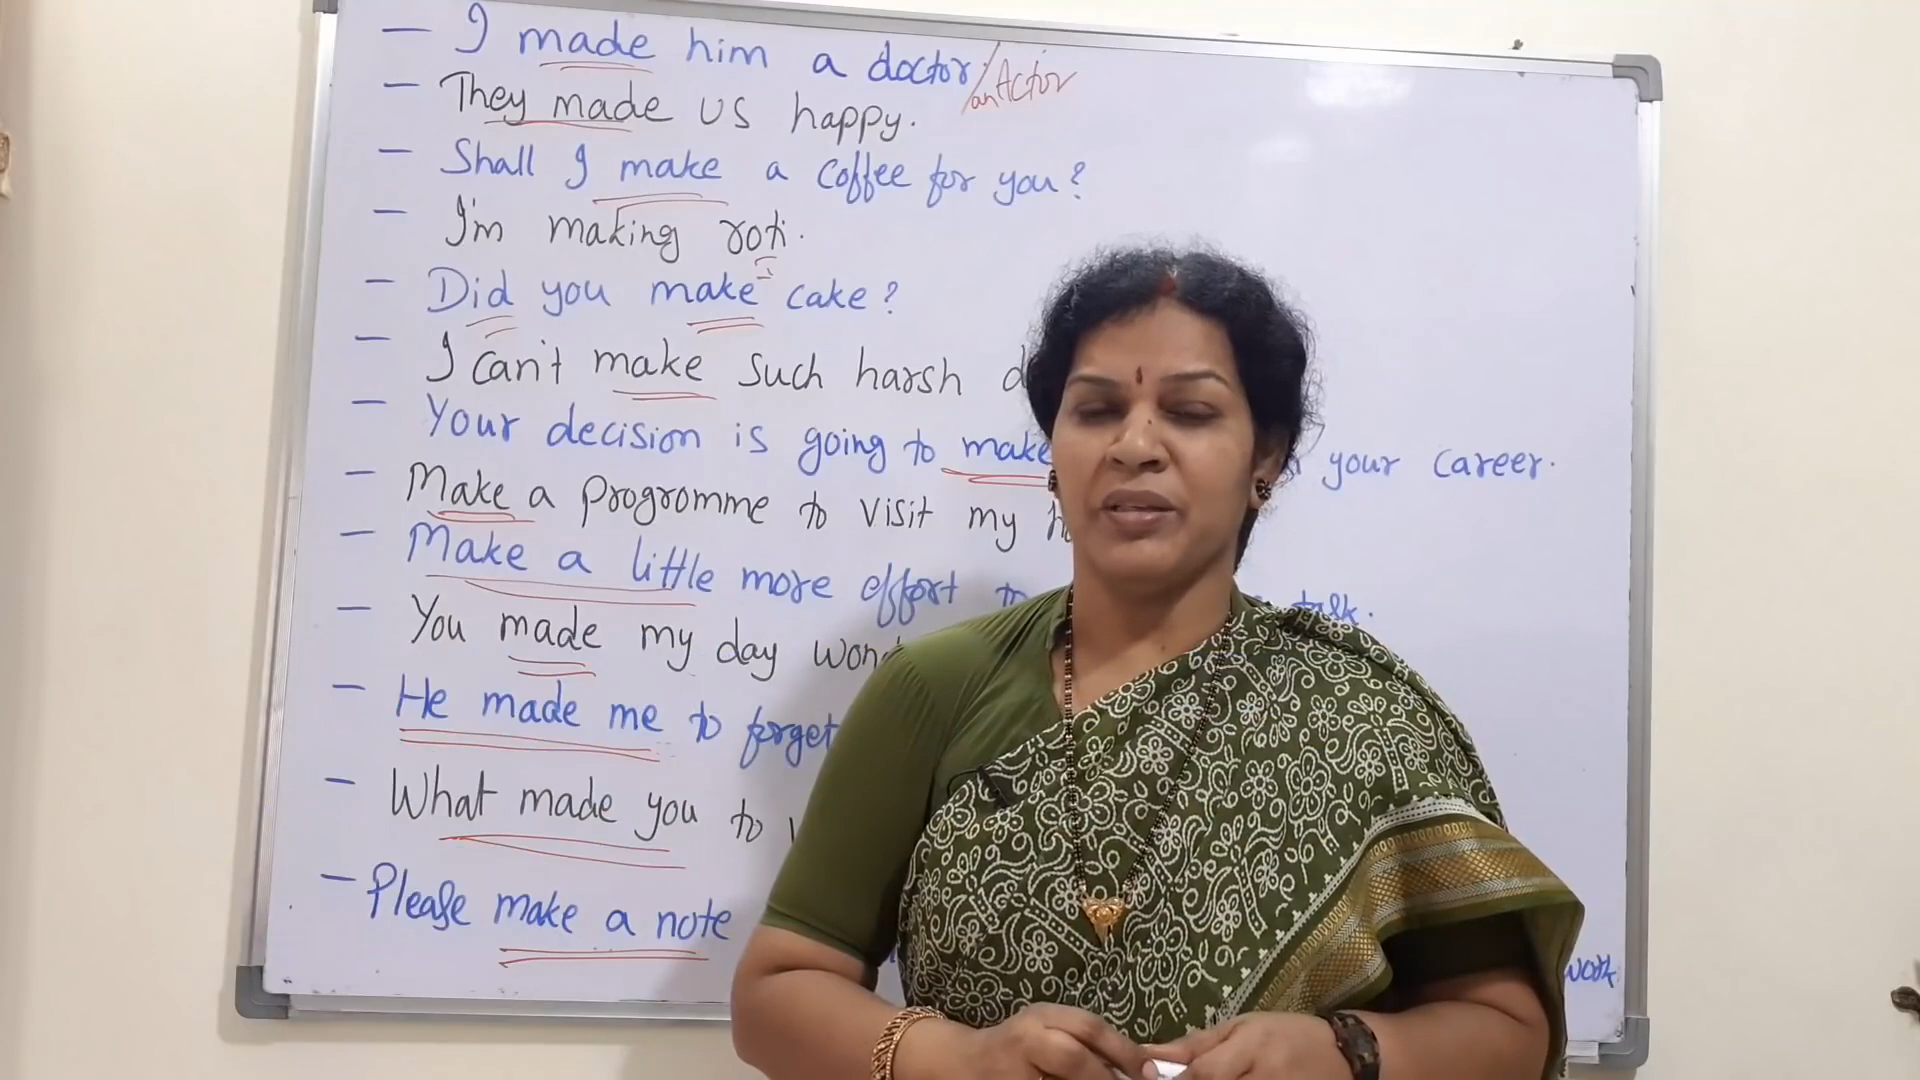 - I made him a doctor. / an Actor
- They made us happy.
- Shall I make a coffee for you?
- I'm making roti.
- Did you make cake?
- I can't make such harsh
- Your decision is going to make your career.
- Make a progromme to visit my
- Make a little more effort to talk.
- You made my day
- He made me to forget
- What made you to
- Please make a note work.